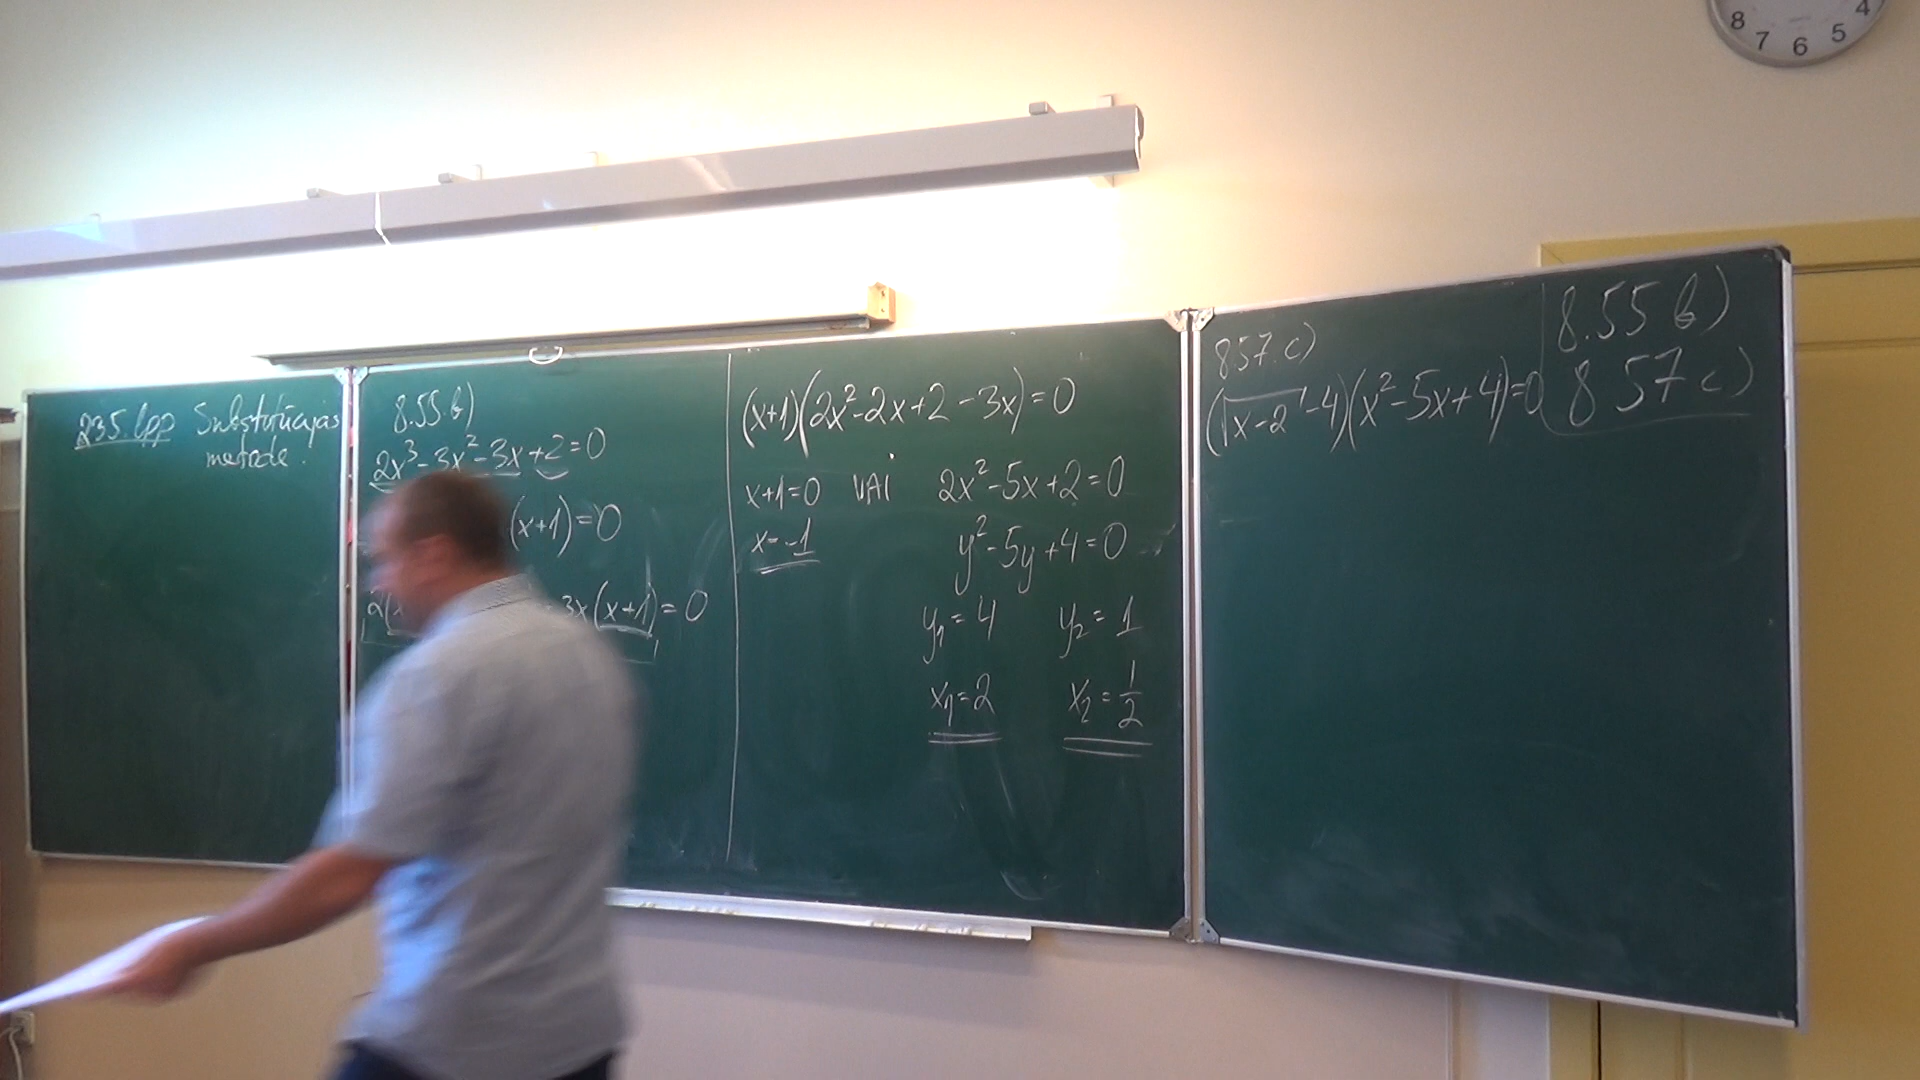 235. lpp Substitūcijas
metode.
8.55. b)
2x³-3x²-3x+2=0
(x+1)=0
3x(x+1)=0
(x+1)(2x²-2x+2-3x)=0
x+1=0 VAI 2x²-5x+2=0
x=-1 y²-5y+4=0
y₁=4 y₂=1
x₁=2 x₂=1/2
8.57. c)
(√x-2-4)(x²-5x+4)=0
8.55 b)
8 57 c)
8 7 6 5 4